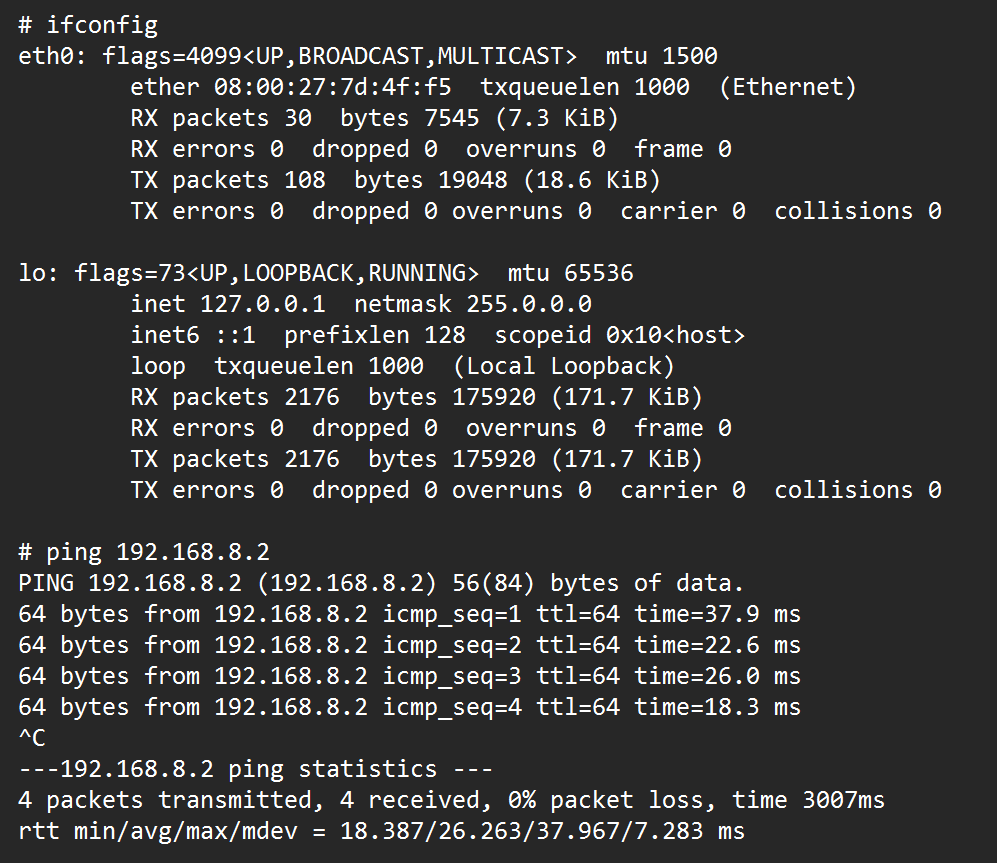 # ifconfig
eth0: flags=4099<UP,BROADCAST,MULTICAST>  mtu 1500
        ether 08:00:27:7d:4f:f5  txqueuelen 1000  (Ethernet)
        RX packets 30  bytes 7545 (7.3 KiB)
        RX errors 0  dropped 0  overruns 0  frame 0
        TX packets 108  bytes 19048 (18.6 KiB)
        TX errors 0  dropped 0 overruns 0  carrier 0  collisions 0

lo: flags=73<UP,LOOPBACK,RUNNING>  mtu 65536
        inet 127.0.0.1  netmask 255.0.0.0
        inet6 ::1  prefixlen 128  scopeid 0x10<host>
        loop  txqueuelen 1000  (Local Loopback)
        RX packets 2176  bytes 175920 (171.7 KiB)
        RX errors 0  dropped 0  overruns 0  frame 0
        TX packets 2176  bytes 175920 (171.7 KiB)
        TX errors 0  dropped 0 overruns 0  carrier 0  collisions 0

# ping 192.168.8.2
PING 192.168.8.2 (192.168.8.2) 56(84) bytes of data.
64 bytes from 192.168.8.2 icmp_seq=1 ttl=64 time=37.9 ms
64 bytes from 192.168.8.2 icmp_seq=2 ttl=64 time=22.6 ms
64 bytes from 192.168.8.2 icmp_seq=3 ttl=64 time=26.0 ms
64 bytes from 192.168.8.2 icmp_seq=4 ttl=64 time=18.3 ms
^C
---192.168.8.2 ping statistics ---
4 packets transmitted, 4 received, 0% packet loss, time 3007ms
rtt min/avg/max/mdev = 18.387/26.263/37.967/7.283 ms